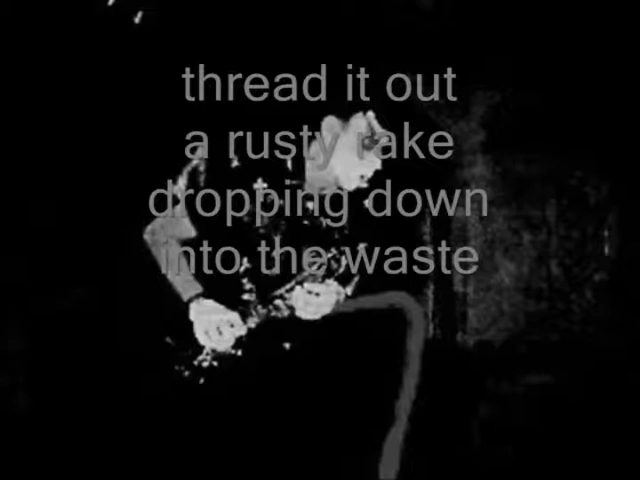 thread it out
a rusty rake
dropping down
into the waste